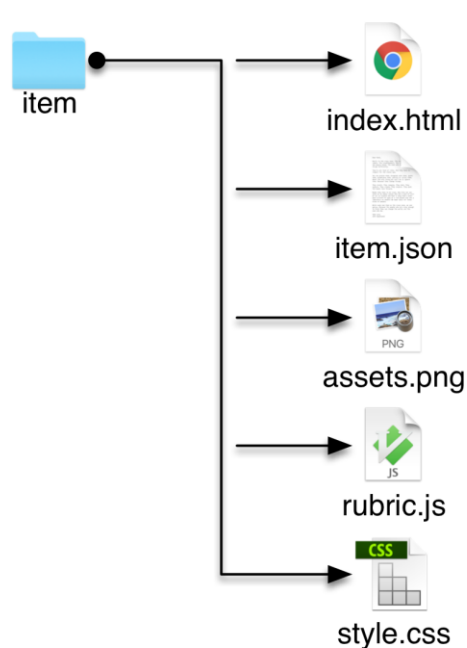 item
index.html
item.json
PNG
assets.png
JS
rubric.js
CSS
style.css